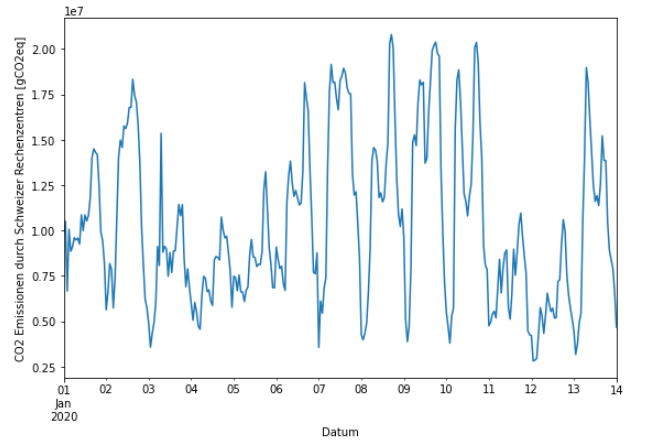 1e7
CO2 Emissionen durch Schweizer Rechenzentren [gCO2eq]
2.00
1.75
1.50
1.25
1.00
0.75
0.50
0.25
01 02 03 04 05 06 07 08 09 10 11 12 13 14
Jan
2020
Datum